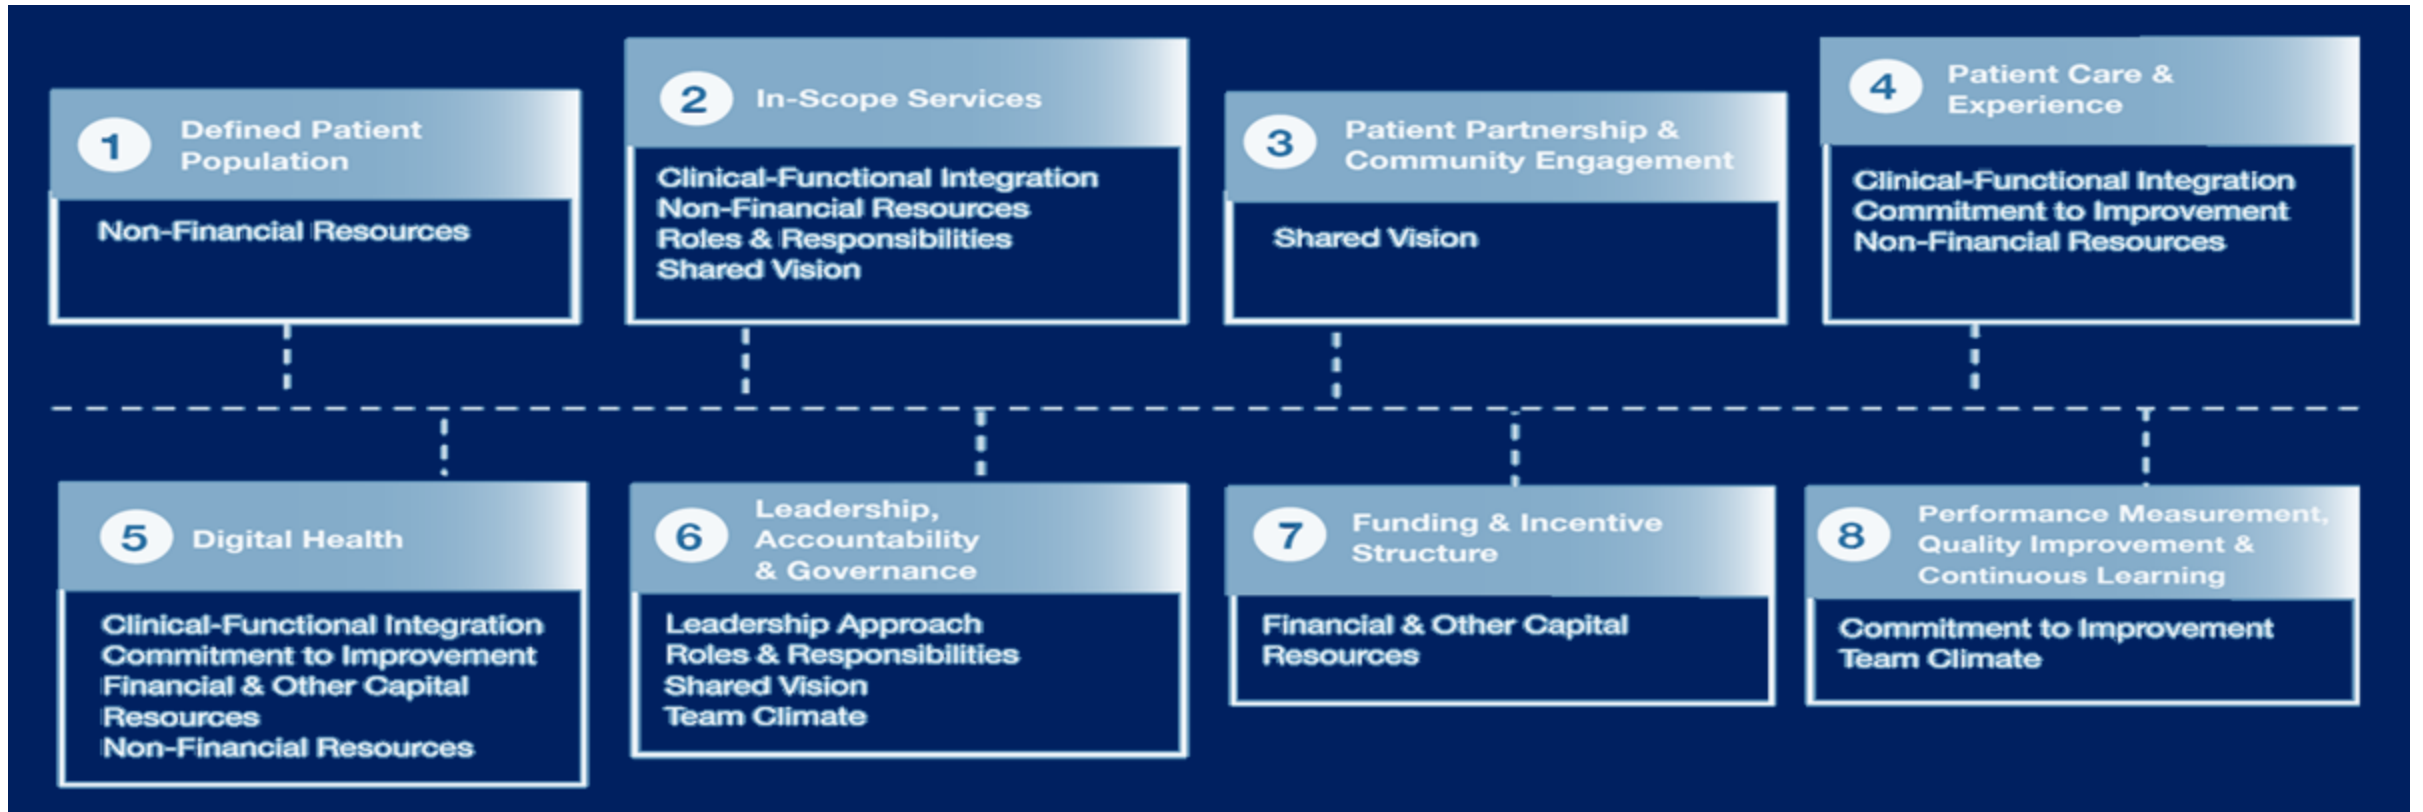 1
Defined Patient
Population
Non-Financial Resources
2
In-Scope Services
Clinical-Functional Integration
Non-Financial Resources
Roles & Responsibilities
Shared Vision
3
Patient Partnership &
Community Engagement
Shared Vision
4
Patient Care &
Experience
Clinical-Functional Integration
Commitment to Improvement
Non-Financial Resources
5
Digital Health
Clinical-Functional Integration
Commitment to Improvement
Financial & Other Capital
Resources
Non-Financial Resources
6
Leadership,
Accountability
& Governance
Leadership Approach
Roles & Responsibilities
Shared Vision
Team Climate
7
Funding & Incentive
Structure
Financial & Other Capital
Resources
8
Performance Measurement,
Quality Improvement &
Continuous Learning
Commitment to Improvement
Team Climate